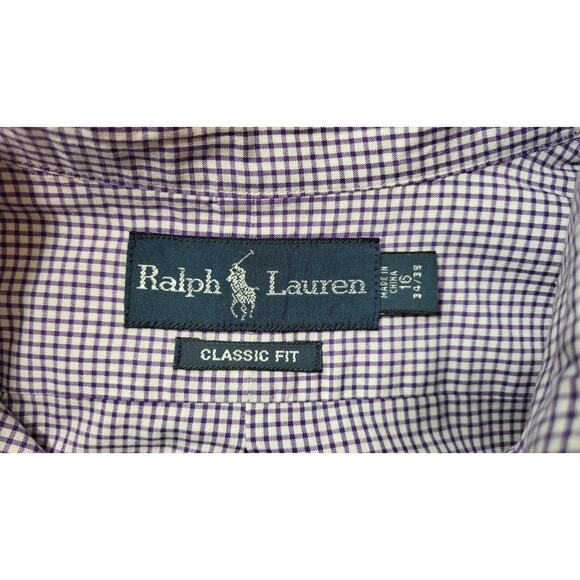 Ralph Lauren
CLASSIC FIT
MADE IN
CHINA
16
34/35